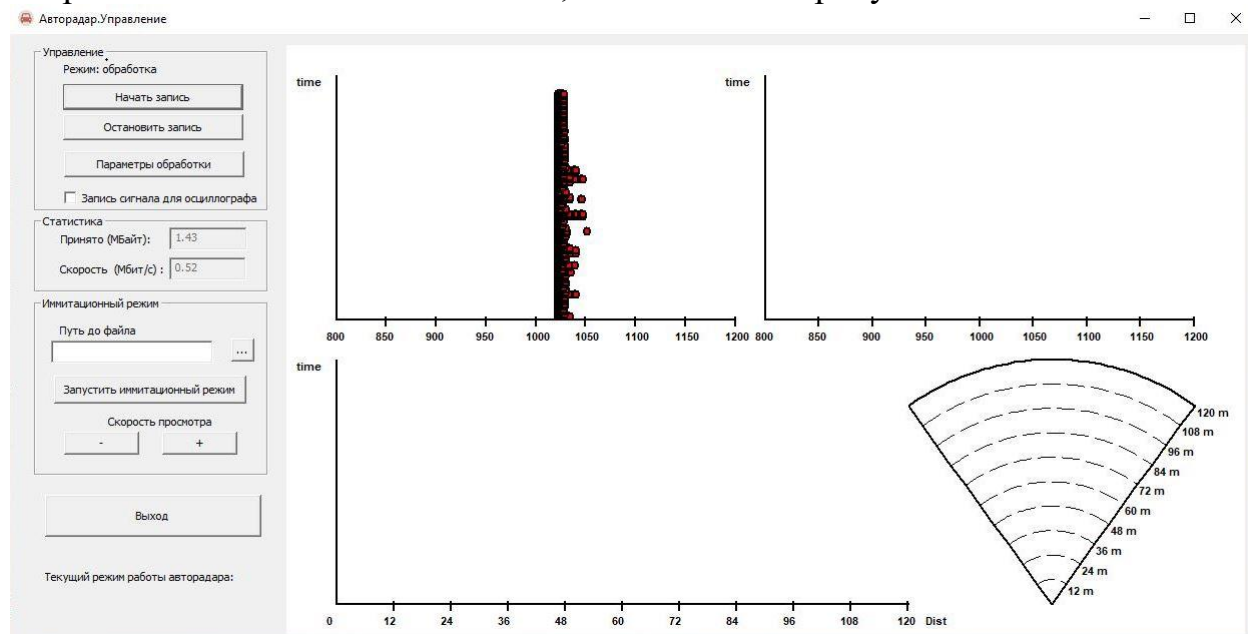 Авторадар.Управление
Управление
Режим: обработка
Начать запись
Остановить запись
Параметры обработки
Запись сигнала для осциллографа
Статистика
Принято (МБайт): 1.43
Скорость (Мбит/с) : 0.52
Иммитационный режим
Путь до файла
...
Запустить иммитационный режим
Скорость просмотра
- +
Выход
Текущий режим работы авторадара:
time
800 850 900 950 1000 1050 1100 1150 1200
time
800 850 900 950 1000 1050 1100 1150 1200
time
0 12 24 36 48 60 72 84 96 108 120 Dist
120 m
108 m
96 m
84 m
72 m
60 m
48 m
36 m
24 m
12 m